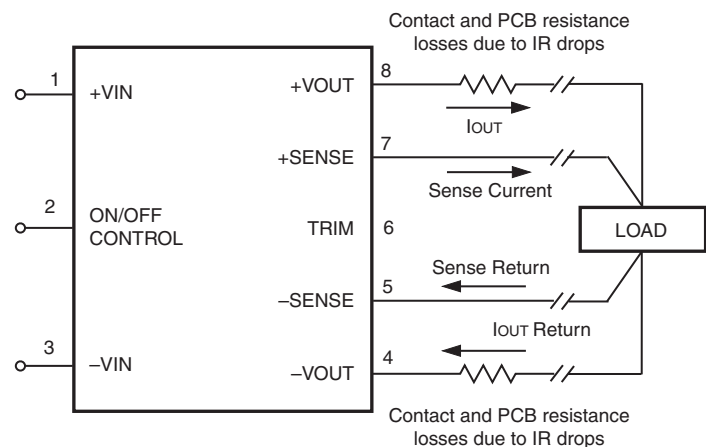 Contact and PCB resistance
losses due to IR drops
1
+VIN
+VOUT
8
IOUT
7
+SENSE
Sense Current
2
ON/OFF
CONTROL
TRIM
6
LOAD
Sense Return
5
–SENSE
IOUT Return
3
–VIN
4
–VOUT
Contact and PCB resistance
losses due to IR drops